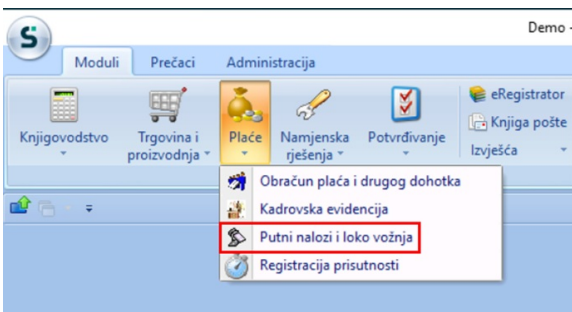 S
Demo -
Moduli
Prečaci
Administracija
Knjigovodstvo
Trgovina i
proizvodnja
Plaće
Namjenska
rješenja
Potvrđivanje
eRegistrator
Knjiga pošte
Izvješća
Obračun plaća i drugog dohotka
Kadrovska evidencija
Putni nalozi i loko vožnja
Registracija prisutnosti